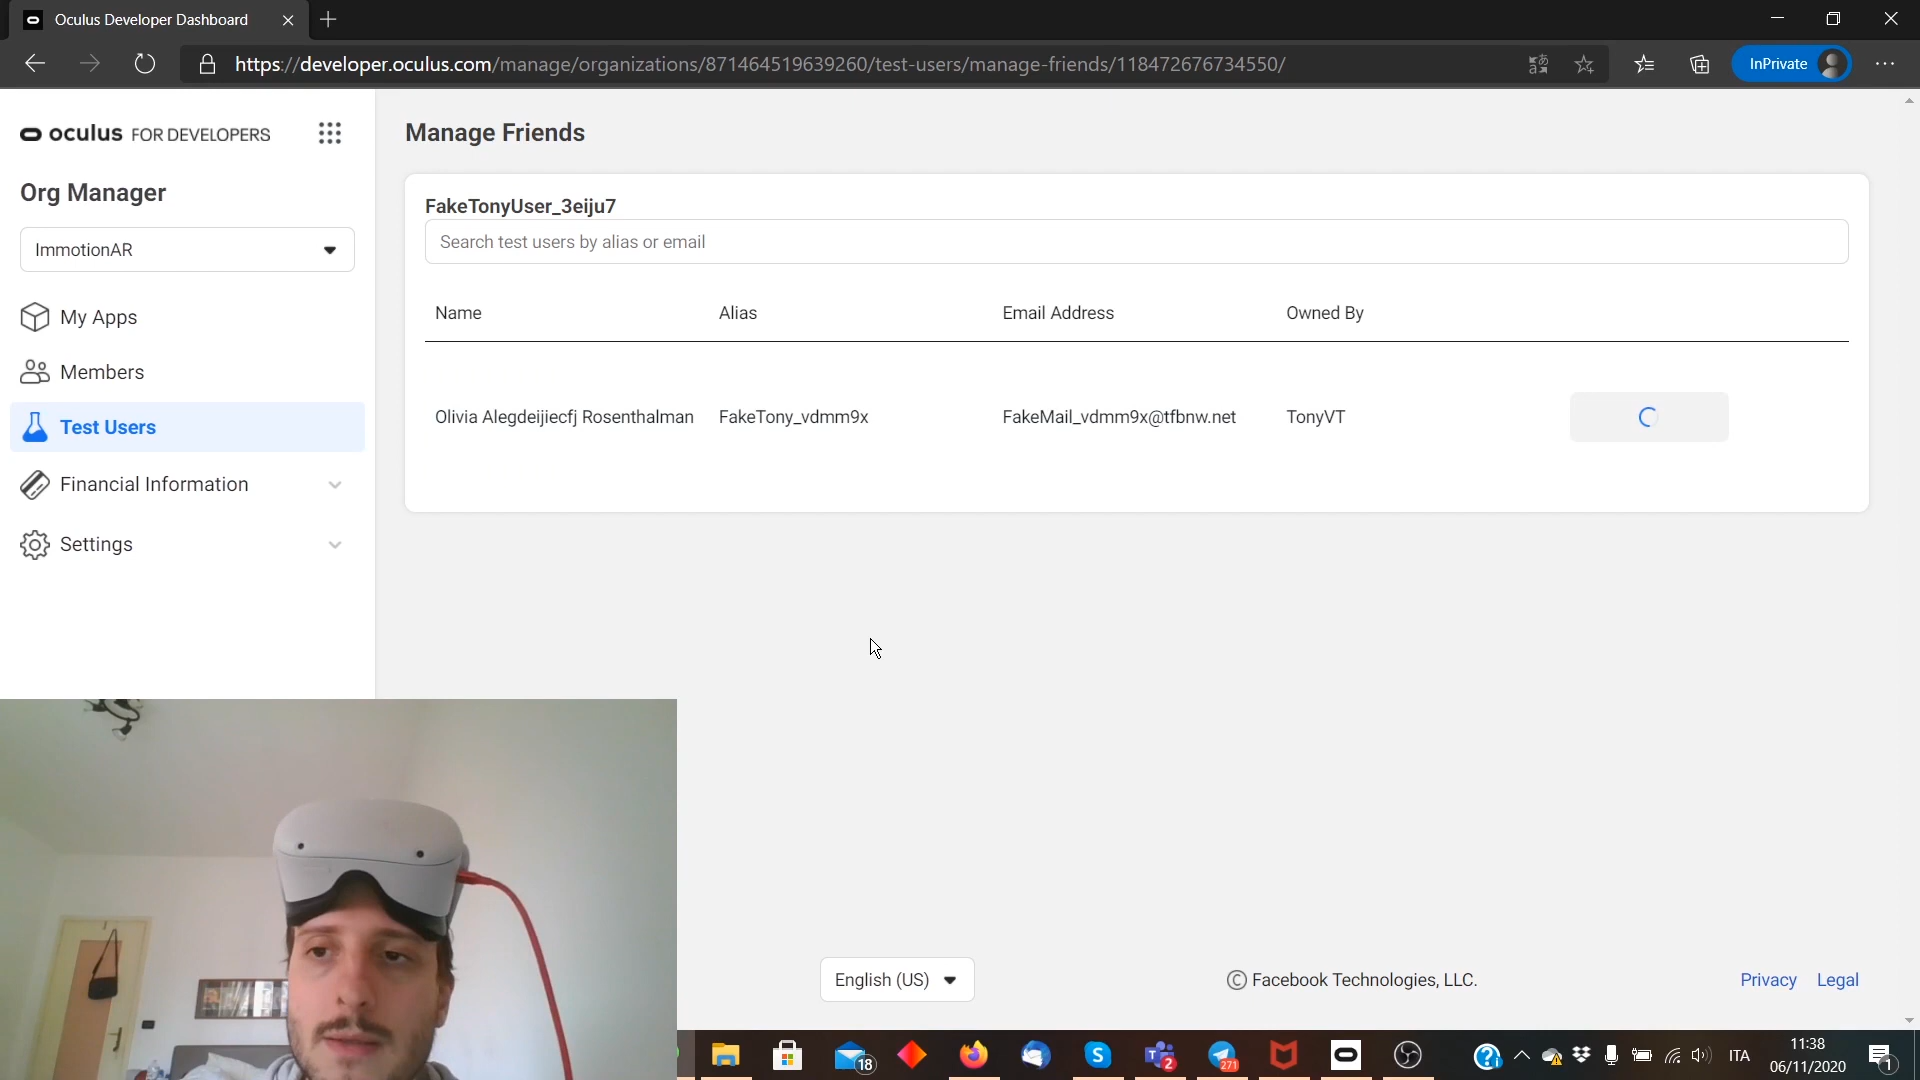 Oculus Developer Dashboard
https://developer.oculus.com/manage/organizations/871464519639260/test-users/manage-friends/118472676734550/
InPrivate
oculus FOR DEVELOPERS
Org Manager
ImmotionAR
My Apps
Members
Test Users
Financial Information
Settings
Manage Friends
FakeTonyUser_3eiju7
Search test users by alias or email
Name Alias Email Address Owned By
Olivia Alegdeijiecfj Rosenthalman FakeTony_vdmm9x FakeMail_vdmm9x@tfbnw.net TonyVT
English (US)
© Facebook Technologies, LLC.
Privacy Legal
18
2
271
ITA
11:38
06/11/2020
1